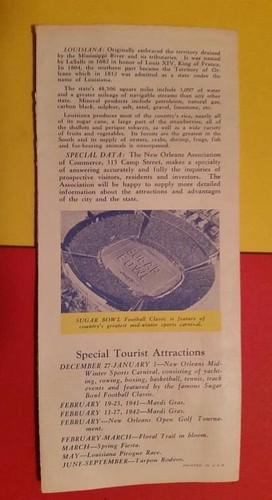 LOUISIANA: Originally embraced the territory drained
by the Mississippi River and its tributaries. It was named
by LaSalle in 1682 in honor of Louis XIV, King of France.
In 1804, the southern part became the Territory of Or-
leans which in 1812 was admitted as a state under the
name of Louisiana.
The state's 48,506 square miles include 3,097 of water
and a greater mileage of navigable streams than any other
state. Mineral products include petroleum, natural gas,
carbon black, sulphur, salt, sand, gravel, limestone, etc.
Louisiana produces most of the country's rice, nearly all
of its sugar cane, a large part of the strawberries, all of
the shallots and perique tobacco, as well as a wide variety
of fruits and vegetables. Its forests are the greatest in the
South and its supply of oysters, crabs, shrimp, frogs, fish
and fur-bearing animals is unsurpassed.
SPECIAL DATA: The New Orleans Association
of Commerce, 315 Camp Street, makes a specialty
of answering accurately and fully the inquiries of
prospective visitors, residents and investors. The
Association will be happy to supply more detailed
information about the attractions and advantages
of the city and the state.
SUGAR
BOWL
SUGAR BOWL Football Classic is feature of
country's greatest mid-winter sports carnival.
Special Tourist Attractions
DECEMBER 27-JANUARY 1—New Orleans Mid-
Winter Sports Carnival, consisting of yacht-
ing, rowing, boxing, basketball, tennis, track
events and featured by the famous Sugar
Bowl Football Classic.
FEBRUARY 19-25, 1941—Mardi Gras.
FEBRUARY 11-17, 1942—Mardi Gras.
FEBRUARY—New Orleans Open Golf Tourna-
ment.
FEBRUARY-MARCH—Floral Trail in bloom.
MARCH—Spring Fiesta.
MAY—Louisiana Pirogue Race.
JUNE-SEPTEMBER—Tarpon Rodeos.
PRINTED IN U.S.A.